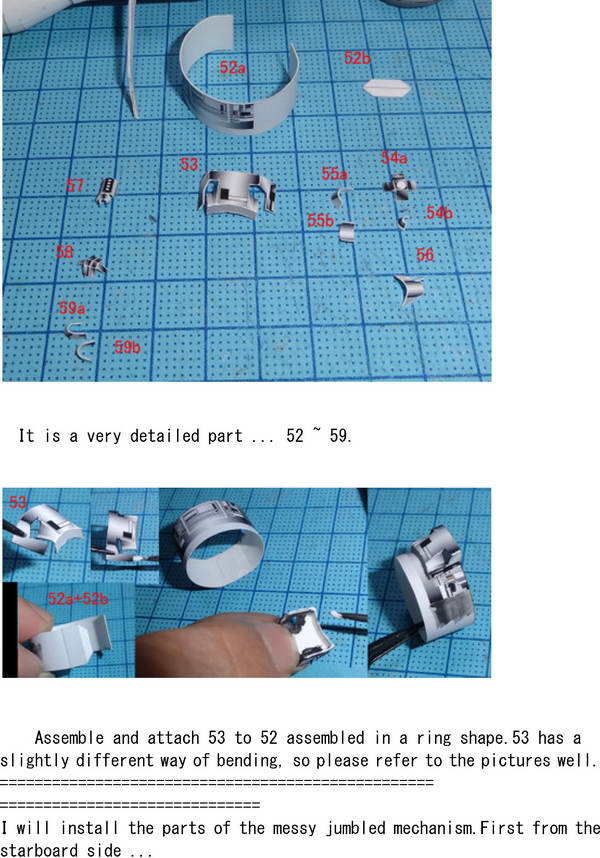 52a
52b
53
54a
57
55a
54b
55b
58
56
59a
59b
It is a very detailed part ... 52 ~ 59.
53
52a+52b
Assemble and attach 53 to 52 assembled in a ring shape.53 has a
slightly different way of bending, so please refer to the pictures well.
==================================================
==============================
I will install the parts of the messy jumbled mechanism.First from the
starboard side ...